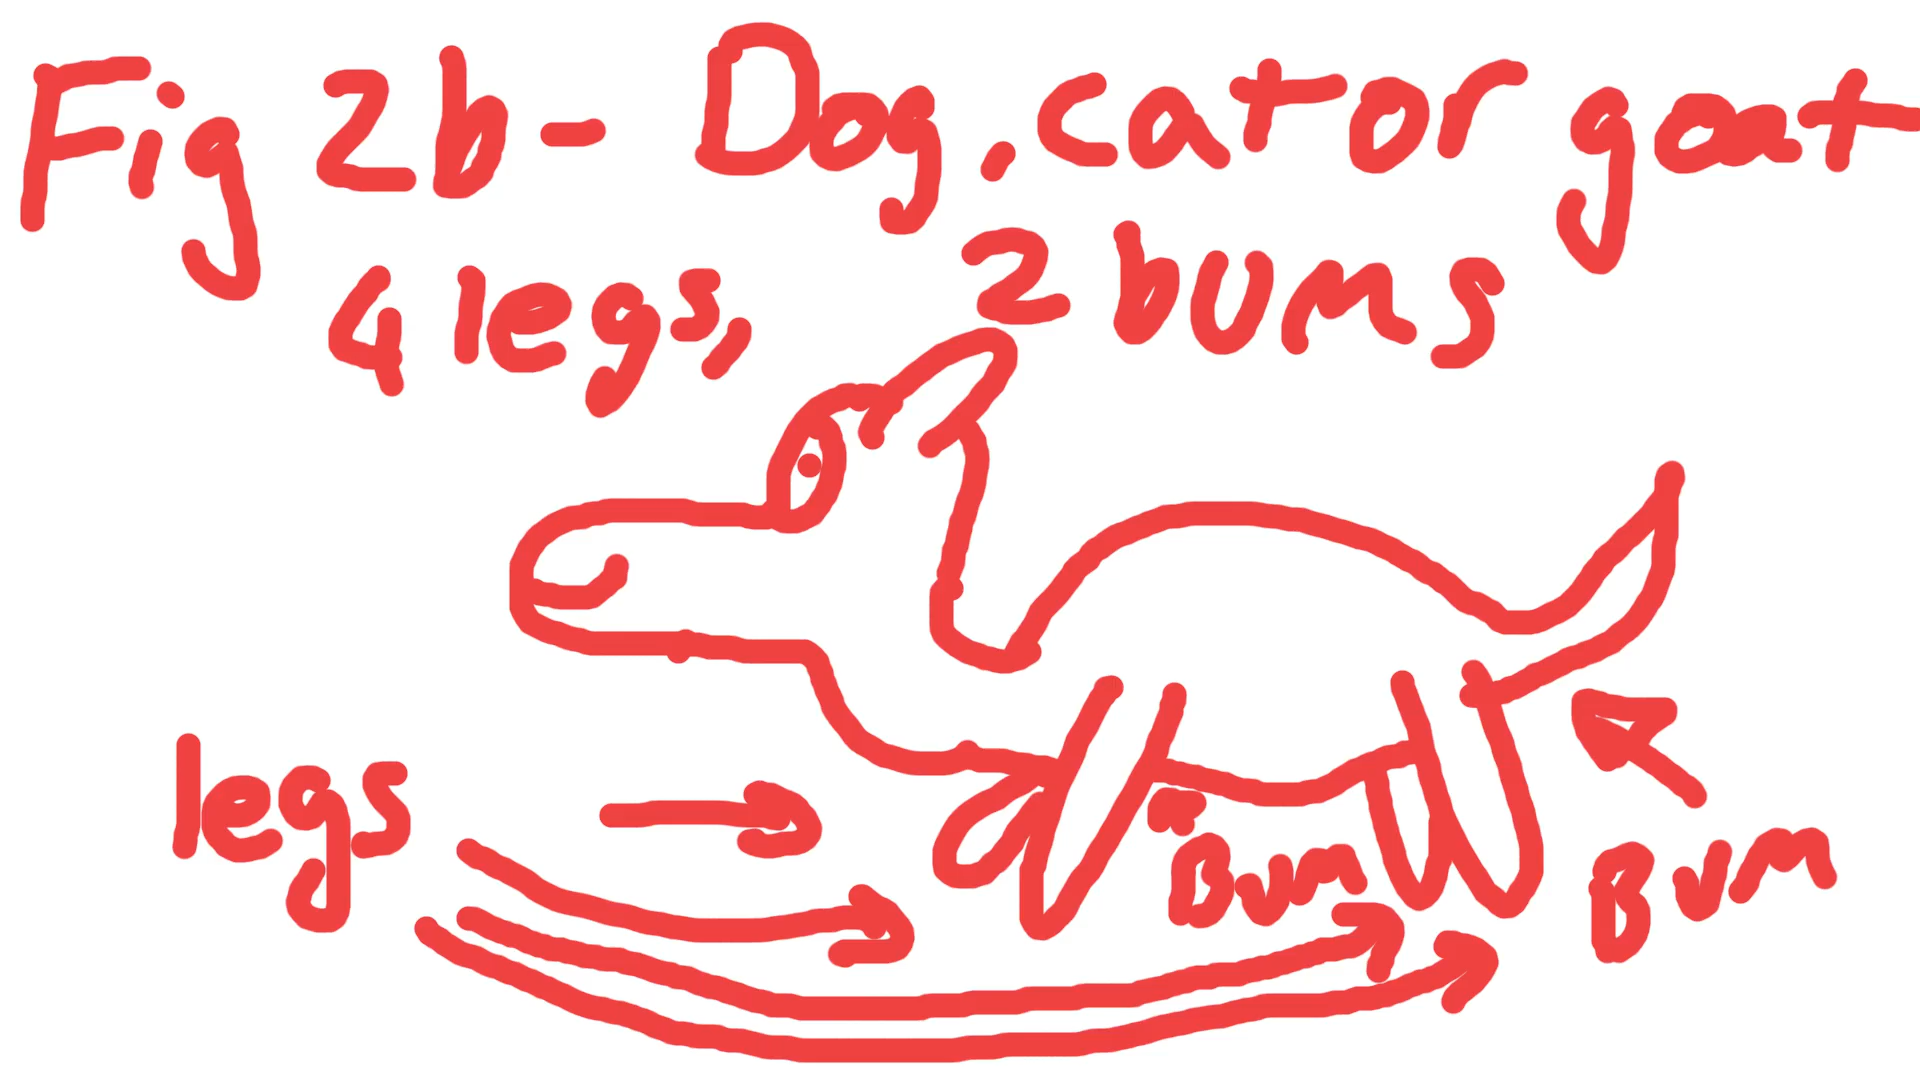 Fig 2b - Dog, cat or goat
4 legs, 2 bums
legs
Bum
Bum